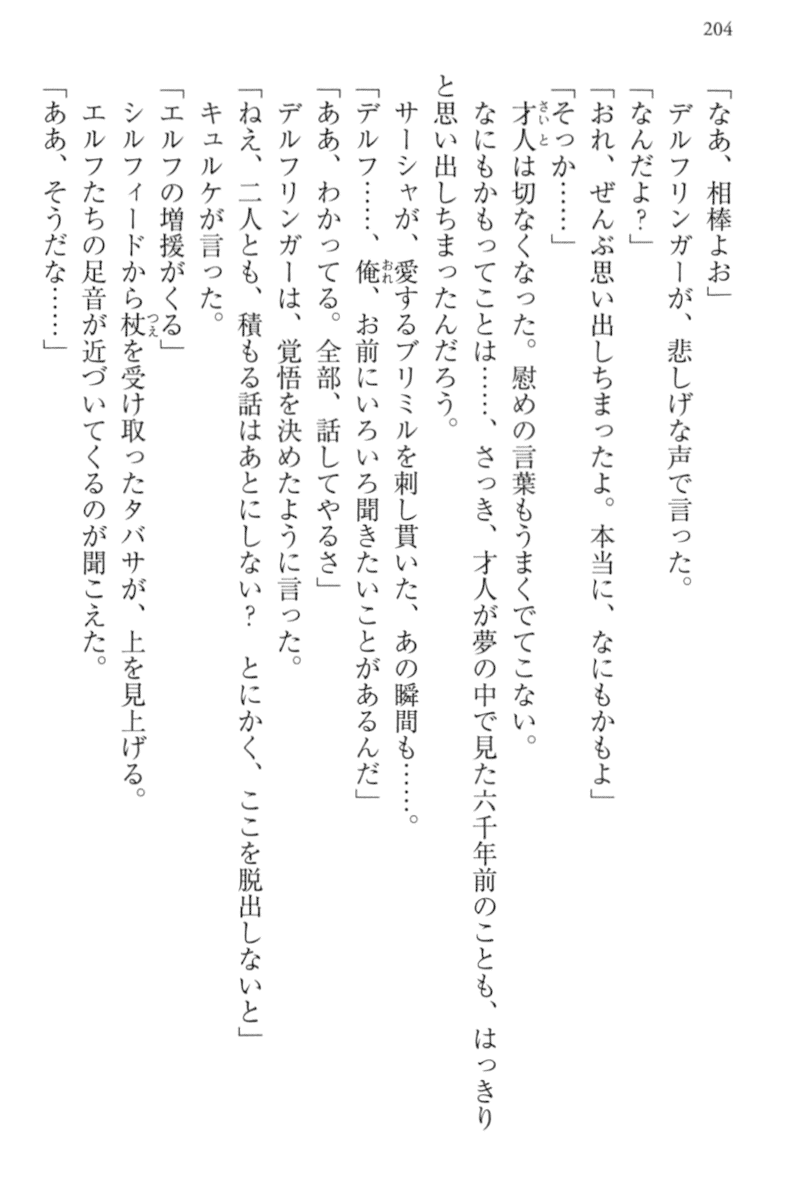 204
「なあ、相棒よお」
デルフリンガーが、悲しげな声で言った。
「なんだよ?」
「おれ、ぜんぶ思い出しちまったよ。本当に、なにもかもよ」
「そっか……」
才人は切なくなった。慰めの言葉もうまくでてこない。
なにもかもってことは……、さっき、才人が夢の中で見た六千年前のことも、はっきり
と思い出しちまったんだろう。
サーシャが、愛するブリミルを刺し貫いた、あの瞬間も……。
「デルフ……、俺、お前にいろいろ聞きたいことがあるんだ」
「ああ、わかってる。全部、話してやるさ」
デルフリンガーは、覚悟を決めたように言った。
「ねえ、二人とも、積もる話はあとにしない? とにかく、ここを脱出しないと」
キュルケが言った。
「エルフの増援がくる」
シルフィードから杖を受け取ったタバサが、上を見上げる。
エルフたちの足音が近づいてくるのが聞こえた。
「ああ、そうだな……」